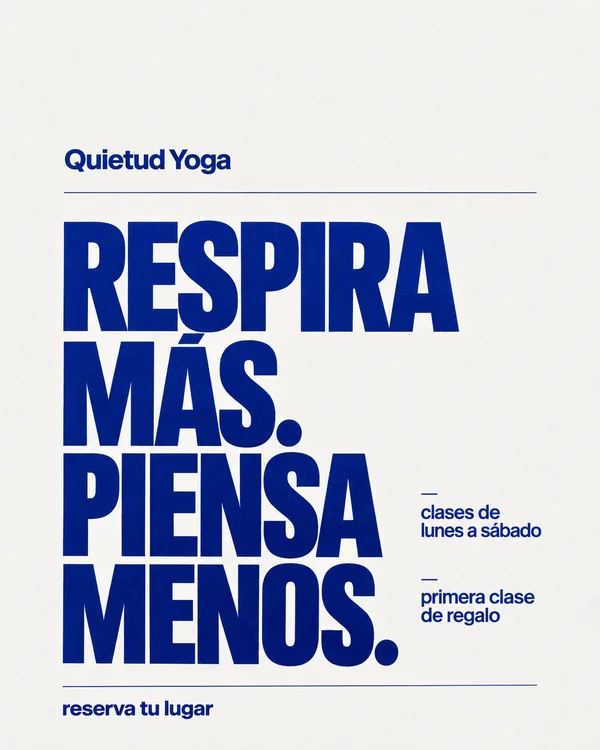 Quietud Yoga
RESPIRA
MÁS.
PIENSA
MENOS.
—
clases de
lunes a sábado
—
primera clase
de regalo
reserva tu lugar